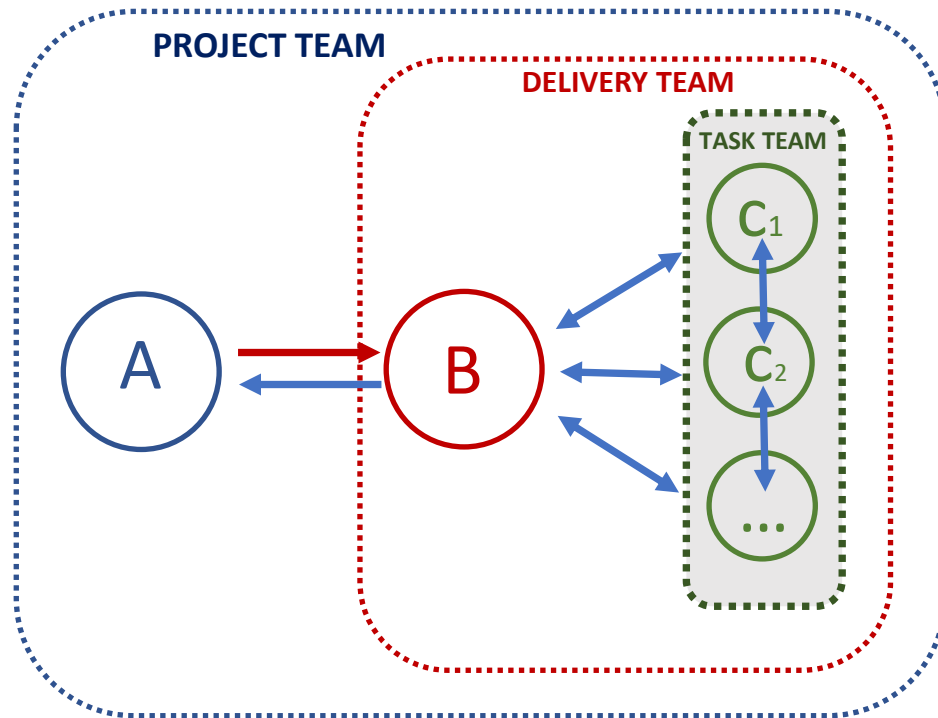 PROJECT TEAM
DELIVERY TEAM
TASK TEAM
C1
A
B
C2
...